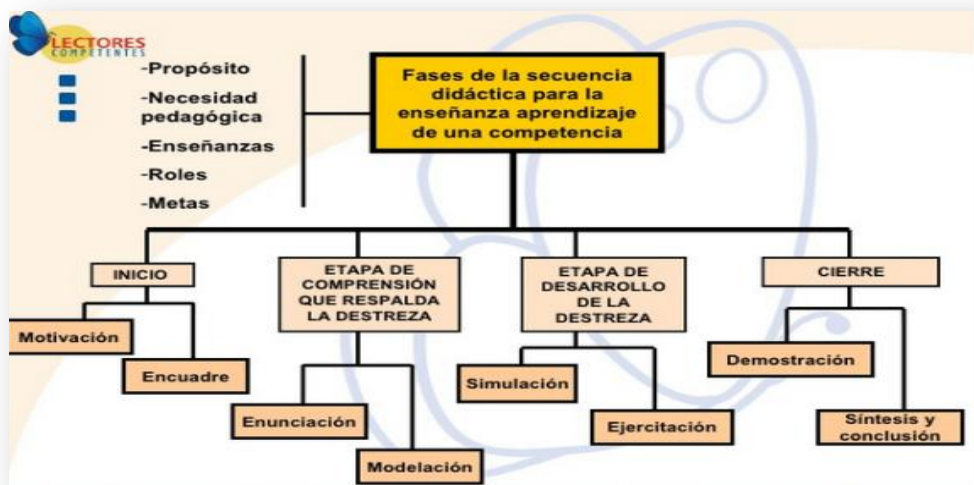 LECTORES
COMPETENTES
-Propósito
-Necesidad
pedagógica
-Enseñanzas
-Roles
-Metas
Fases de la secuencia
didáctica para la
enseñanza aprendizaje
de una competencia
INICIO
Motivación
Encuadre
ETAPA DE
COMPRENSIÓN
QUE RESPALDA
LA DESTREZA
Enunciación
Modelación
ETAPA DE
DESARROLLO
DE LA
DESTREZA
Simulación
Ejercitación
CIERRE
Demostración
Síntesis y
conclusión